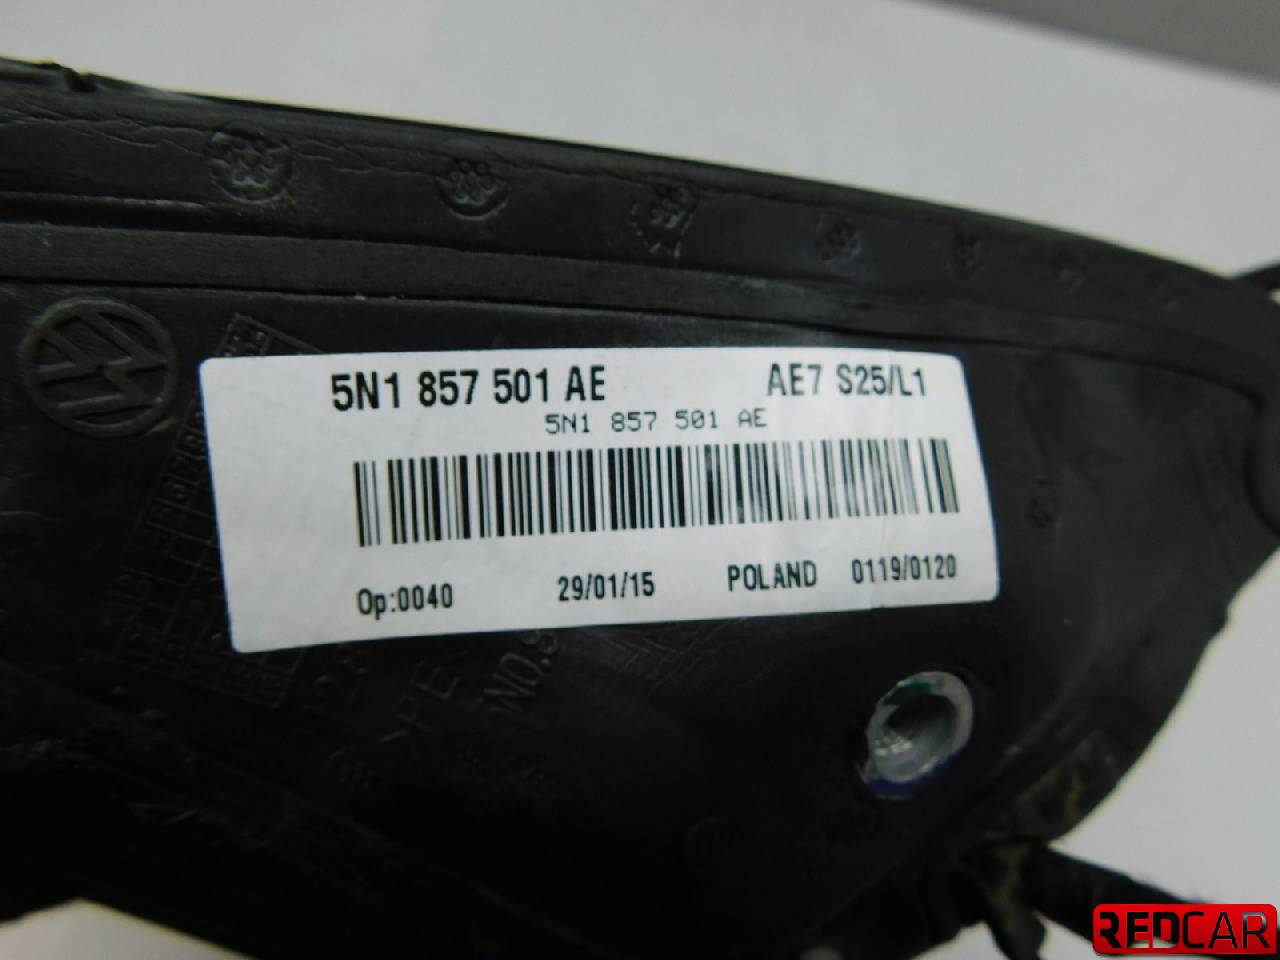 5N1 857 501 AE AE7 S25/L1
5N1 857 501 AE
Op:0040 29/01/15 POLAND 0119/0120
REDCAR